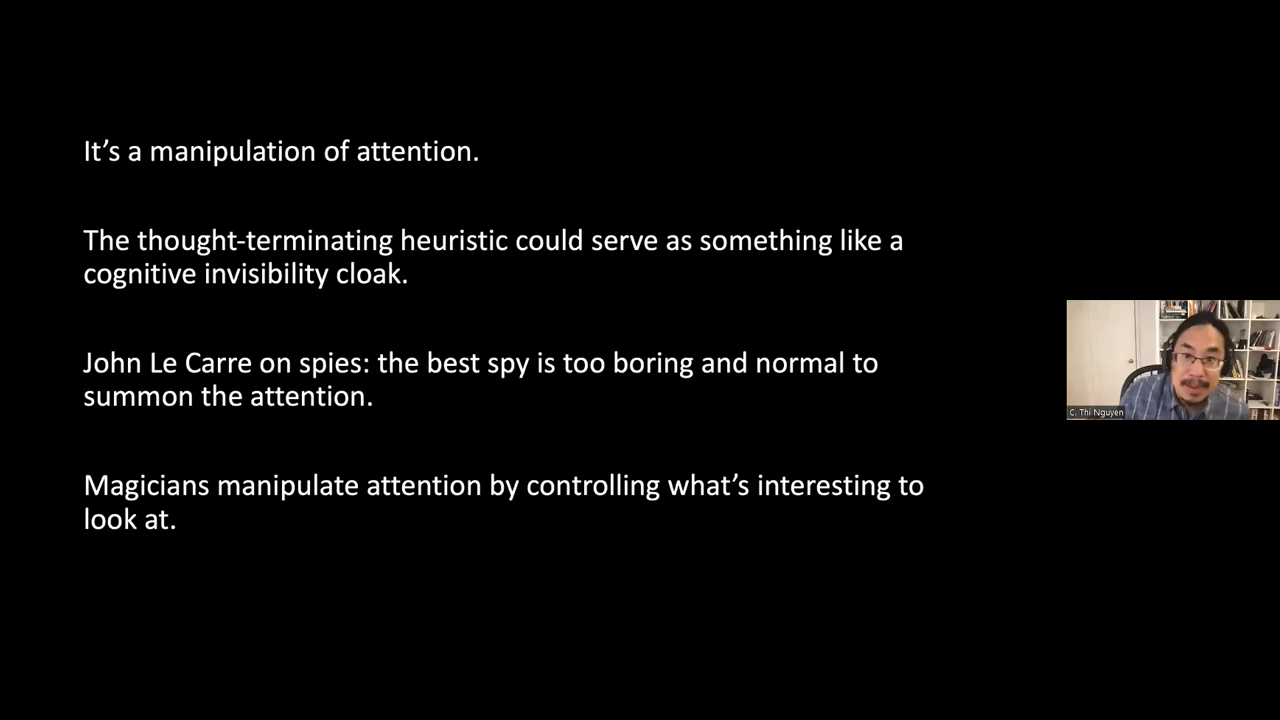 It’s a manipulation of attention.
The thought-terminating heuristic could serve as something like a
cognitive invisibility cloak.
John Le Carre on spies: the best spy is too boring and normal to
summon the attention.
Magicians manipulate attention by controlling what’s interesting to
look at.
C. Thi Nguyen